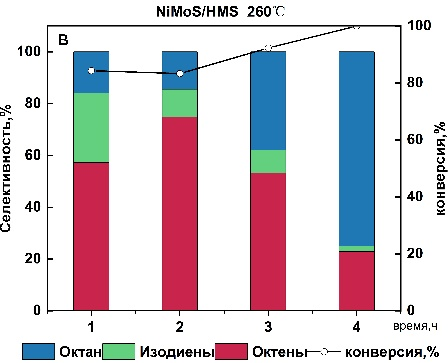 NiMoS/HMS 260℃
B
Селективность,%
100
80
60
40
20
0
100
80
60
40
20
0
конверсия,%
1 2 3 4
время,ч
Октан Изодиены Октены конверсия,%